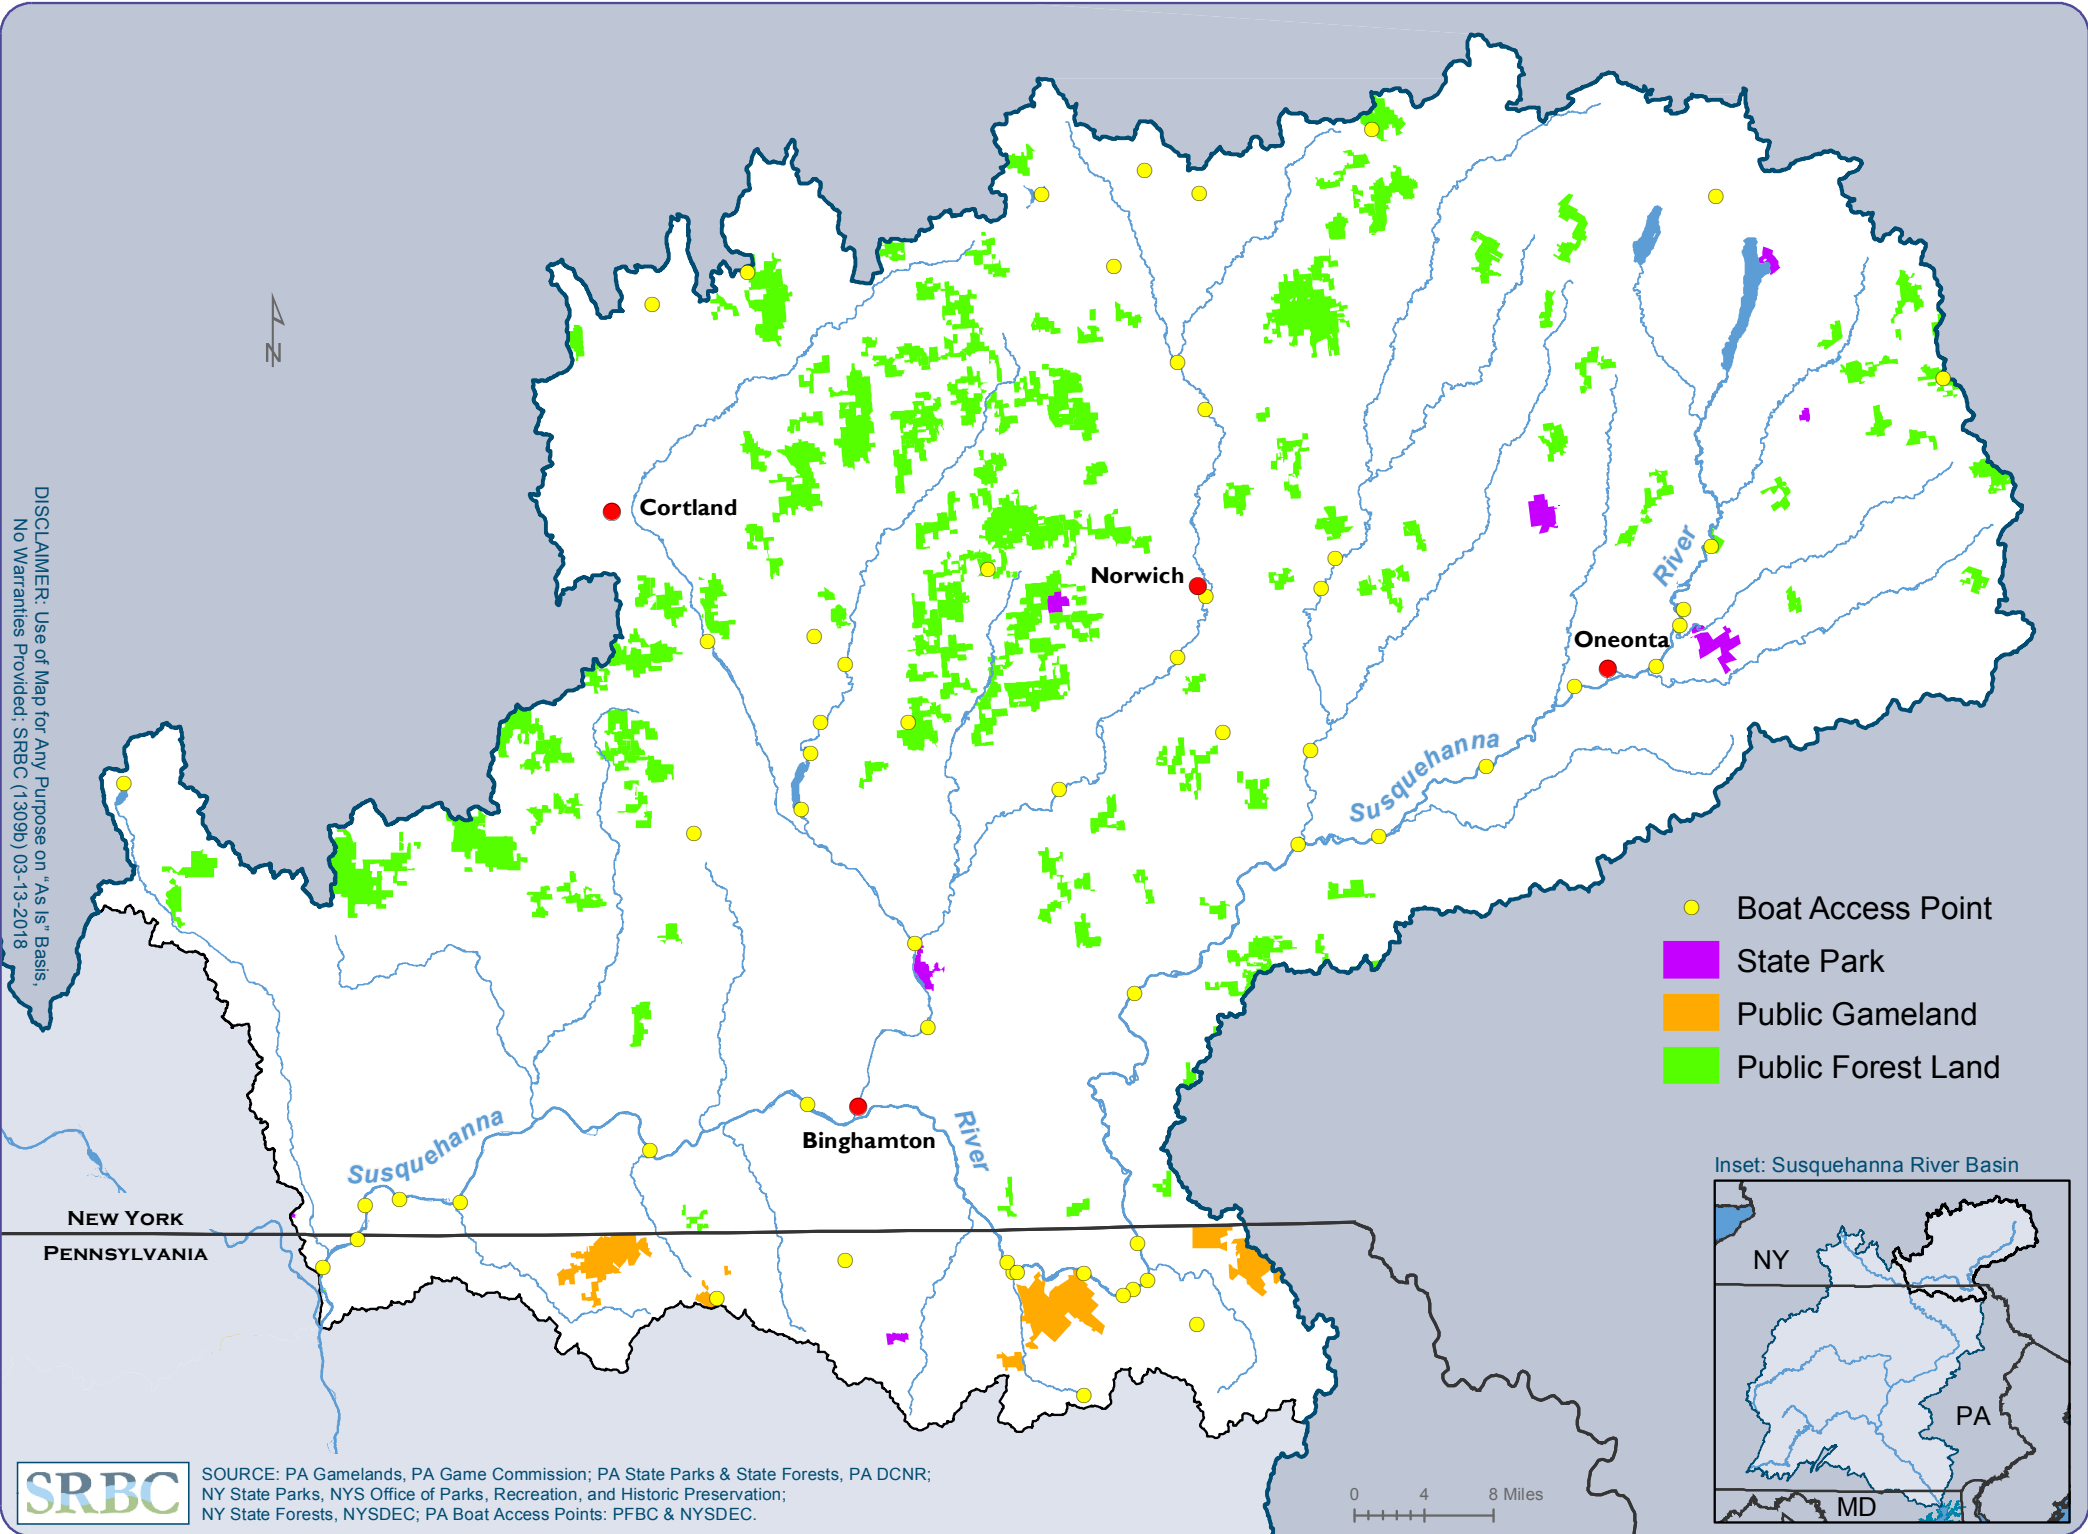 DISCLAIMER: Use of Map for Any Purpose on "As Is" Basis,
No Warranties Provided; SRBC (1309b) 03-13-2018
N
Cortland
Norwich
River
Oneonta
Susquehanna
Boat Access Point
State Park
Public Gameland
Public Forest Land
Susquehanna
River
Binghamton
NEW YORK
PENNSYLVANIA
Inset: Susquehanna River Basin
NY
PA
MD
0 4 8 Miles
SRBC
SOURCE: PA Gamelands, PA Game Commission; PA State Parks & State Forests, PA DCNR;
NY State Parks, NYS Office of Parks, Recreation, and Historic Preservation;
NY State Forests, NYSDEC; PA Boat Access Points: PFBC & NYSDEC.